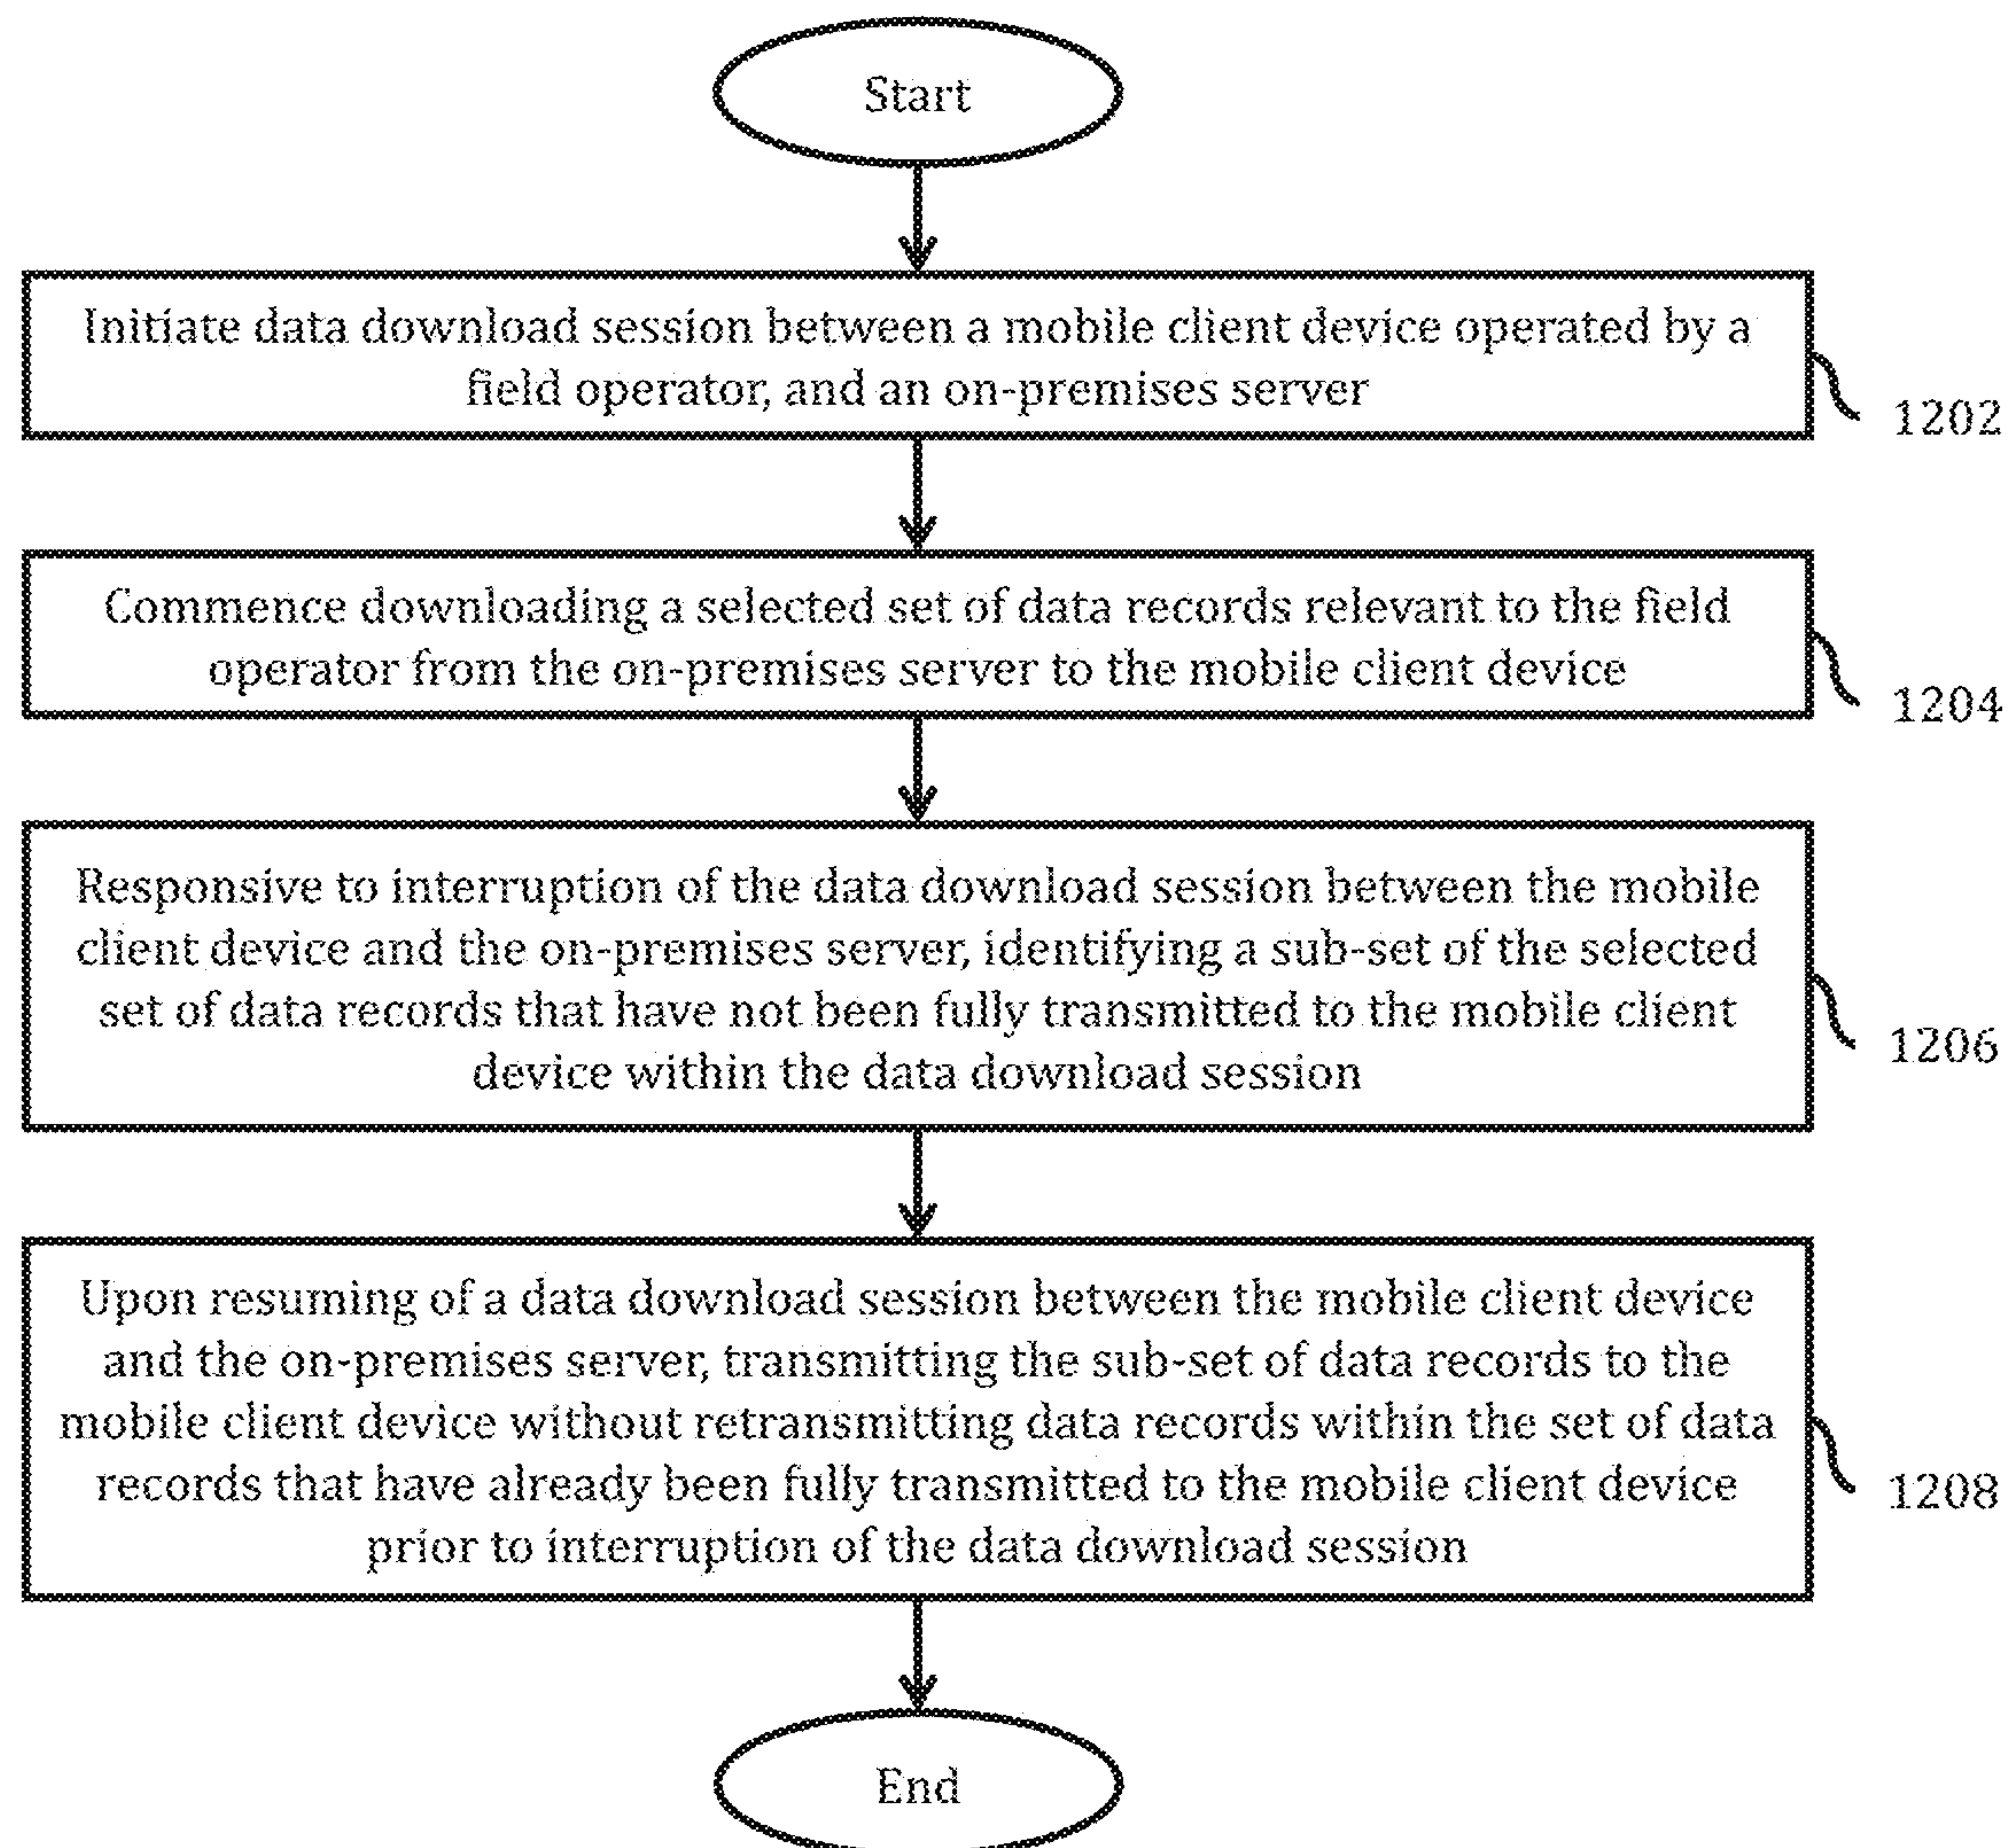 Start
Initiate data download session between a mobile client device operated by a
field operator, and an on-premises server
1202
Commence downloading a selected set of data records relevant to the field
operator from the on-premises server to the mobile client device
1204
Responsive to interruption of the data download session between the mobile
client device and the on-premises server, identifying a sub-set of the selected
set of data records that have not been fully transmitted to the mobile client
device within the data download session
1206
Upon resuming of a data download session between the mobile client device
and the on-premises server, transmitting the sub-set of data records to the
mobile client device without retransmitting data records within the set of data
records that have already been fully transmitted to the mobile client device
prior to interruption of the data download session
1208
End